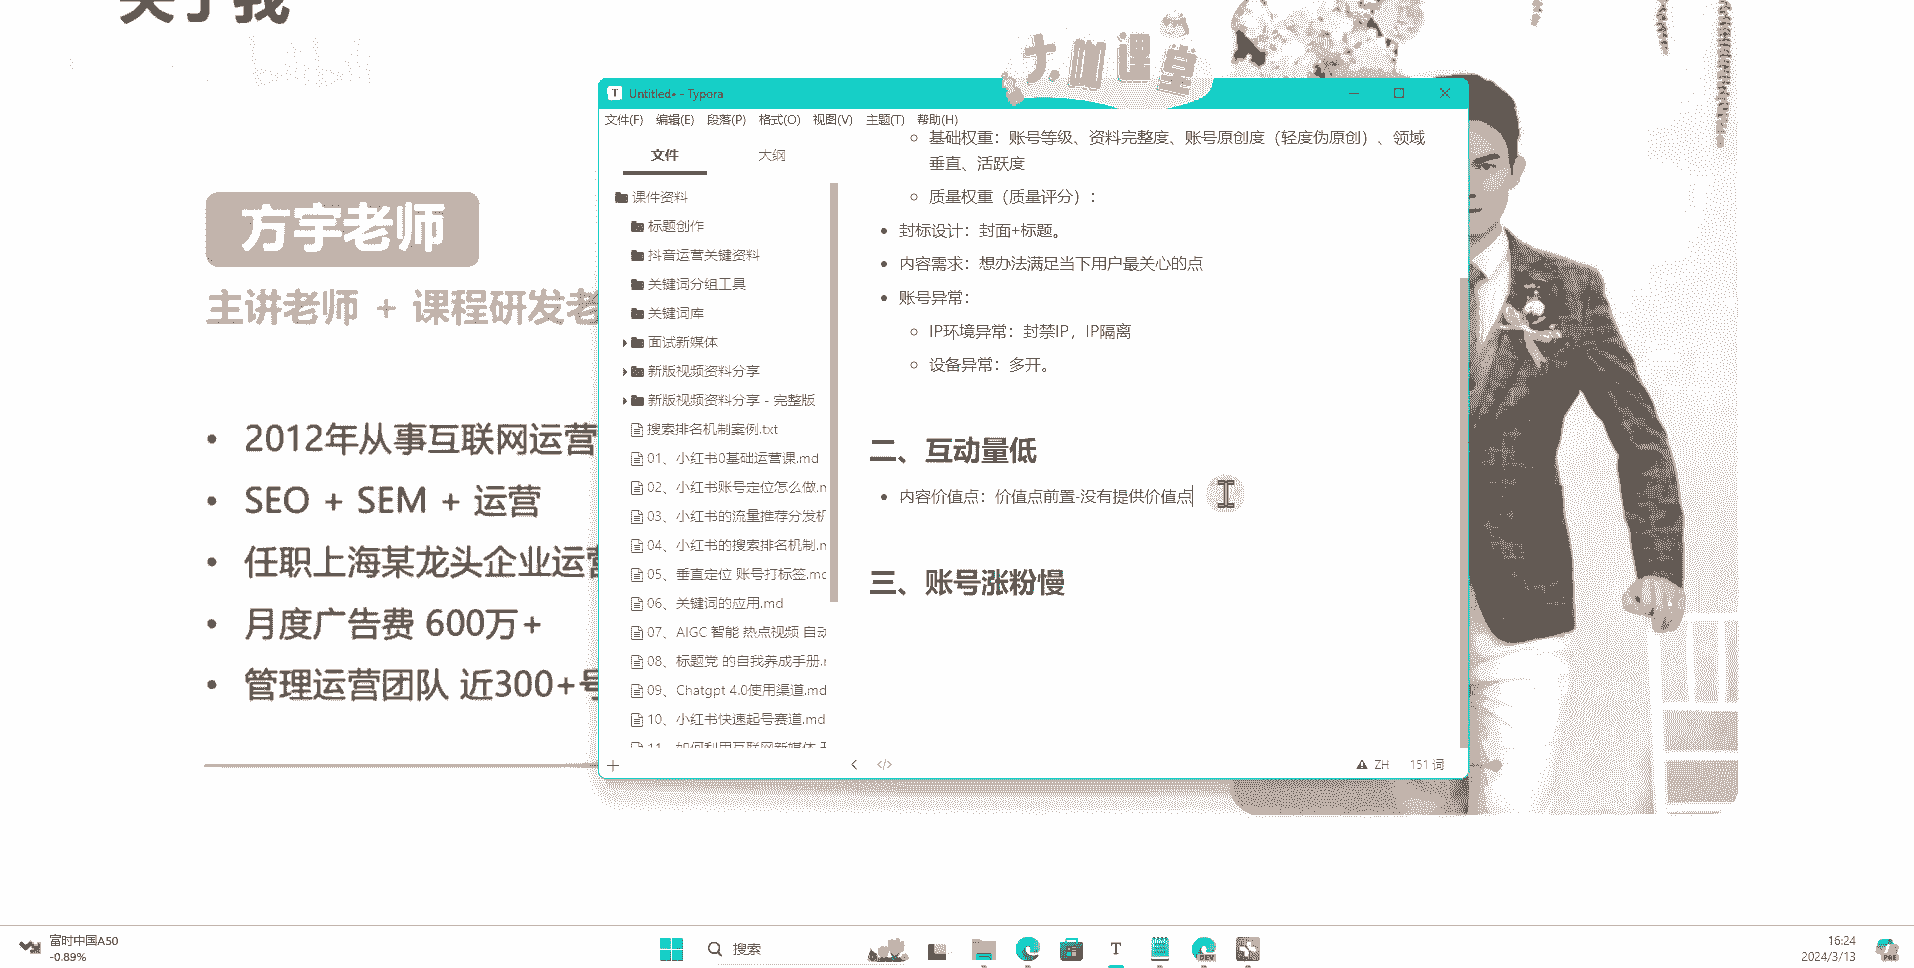 关于我
bilibili
大咖课堂
方宇老师
主讲老师 + 课程研发老
2012年从事互联网运营
SEO + SEM + 运营
任职上海某龙头企业运营
月度广告费 600万+
管理运营团队 近300+号
Untitled• - Typora
文件(F) 编辑(E) 段落(P) 格式(O) 视图(V) 主题(T) 帮助(H)
文件 大纲
课件资料
标题创作
抖音运营关键资料
关键词分组工具
关键词库
面试新媒体
新版视频资料分享
新版视频资料分享 - 完整版
搜索排名机制案例.txt
01、小红书0基础运营课.md
02、小红书账号定位怎么做.m
03、小红书的流量推荐分发机
04、小红书的搜索排名机制.m
05、垂直定位 账号打标签.md
06、关键词的应用.md
07、AIGC 智能 热点视频 自动
08、标题党 的自我养成手册.m
09、Chatgpt 4.0使用渠道.md
10、小红书快速起号赛道.md
11、如何利用互联网新媒体
基础权重：账号等级、资料完整度、账号原创度（轻度伪原创）、领域
垂直、活跃度
质量权重（质量评分）：
封标设计：封面+标题。
内容需求：想办法满足当下用户最关心的点
账号异常：
IP环境异常：封禁IP，IP隔离
设备异常：多开。
二、互动量低
内容价值点：价值点前置-没有提供价值点
三、账号涨粉慢
ZH 151 词
富时中国A50
-0.89%
搜索
T
DEV
16:24
2024/3/13
PRE